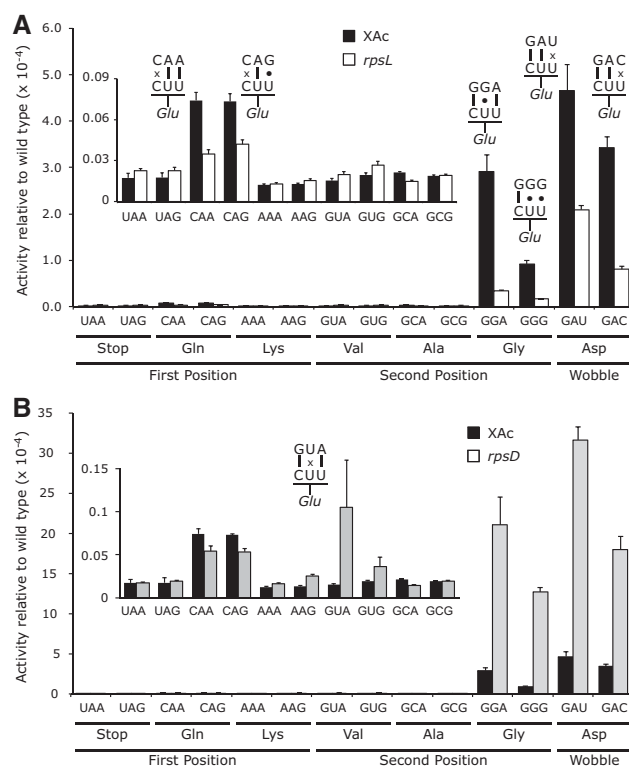 A
Activity relative to wild type (x 10-4)
6.0
5.0
4.0
3.0
2.0
1.0
0.0
XAc
rpsL
0.09
0.06
0.03
0
CAA
x
CUU
Glu
CAG
x •
CUU
Glu
GGA
•
CUU
Glu
GGG
• •
CUU
Glu
GAU
x
CUU
Glu
GAC
x
CUU
Glu
UAA UAG CAA CAG AAA AAG GUA GUG GCA GCG
UAA UAG CAA CAG AAA AAG GUA GUG GCA GCG GGA GGG GAU GAC
Stop Gln Lys Val Ala Gly Asp
First Position Second Position Wobble
B
Activity relative to wild type (x 10-4)
35
30
25
20
15
10
5
0
XAc
rpsD
0.15
0.1
0.05
0
GUA
x
CUU
Glu
UAA UAG CAA CAG AAA AAG GUA GUG GCA GCG
UAA UAG CAA CAG AAA AAG GUA GUG GCA GCG GGA GGG GAU GAC
Stop Gln Lys Val Ala Gly Asp
First Position Second Position Wobble